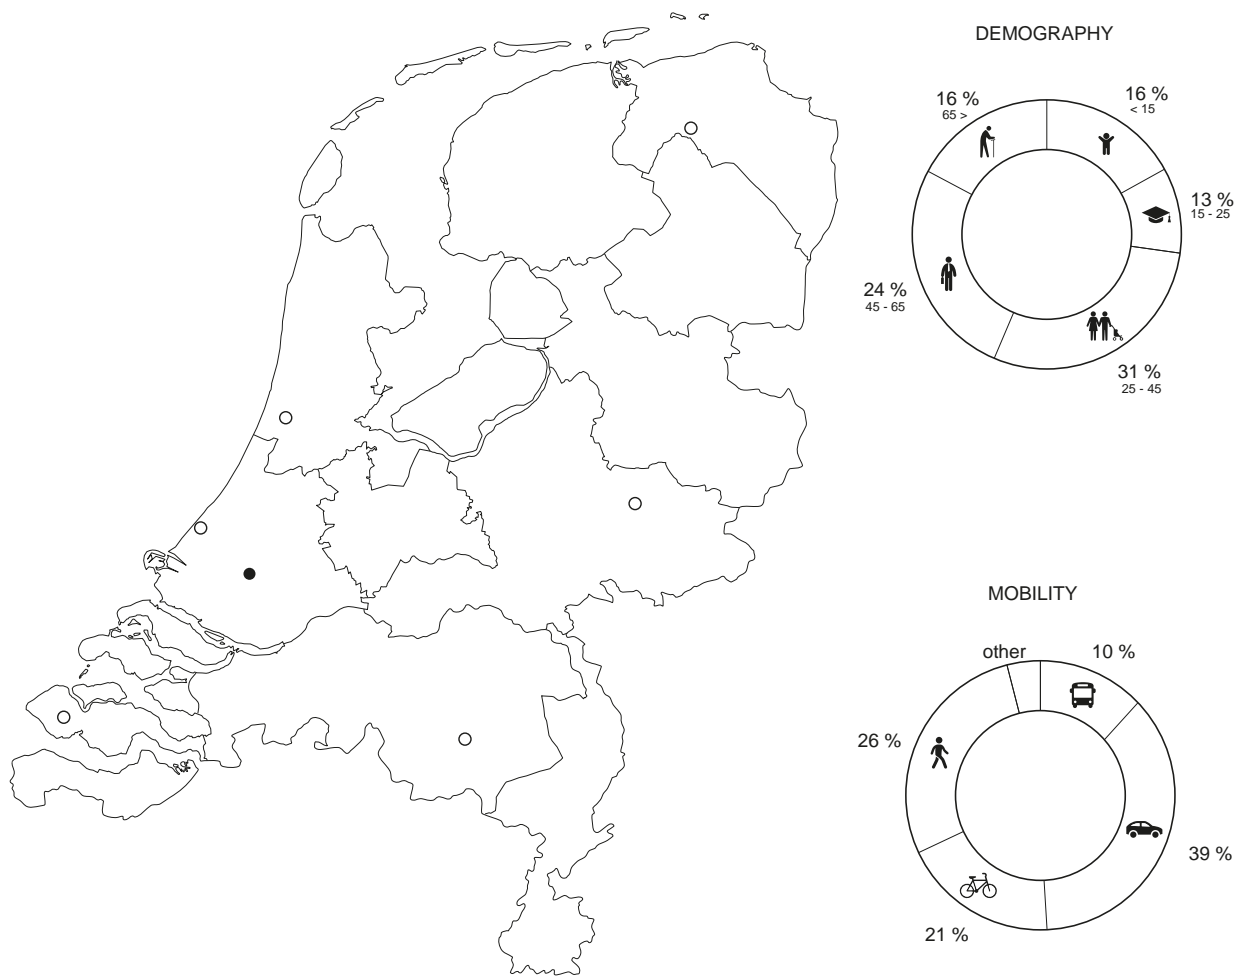 DEMOGRAPHY
16 %
65 >
16 %
< 15
13 %
15 - 25
24 %
45 - 65
31 %
25 - 45
MOBILITY
other
10 %
26 %
39 %
21 %